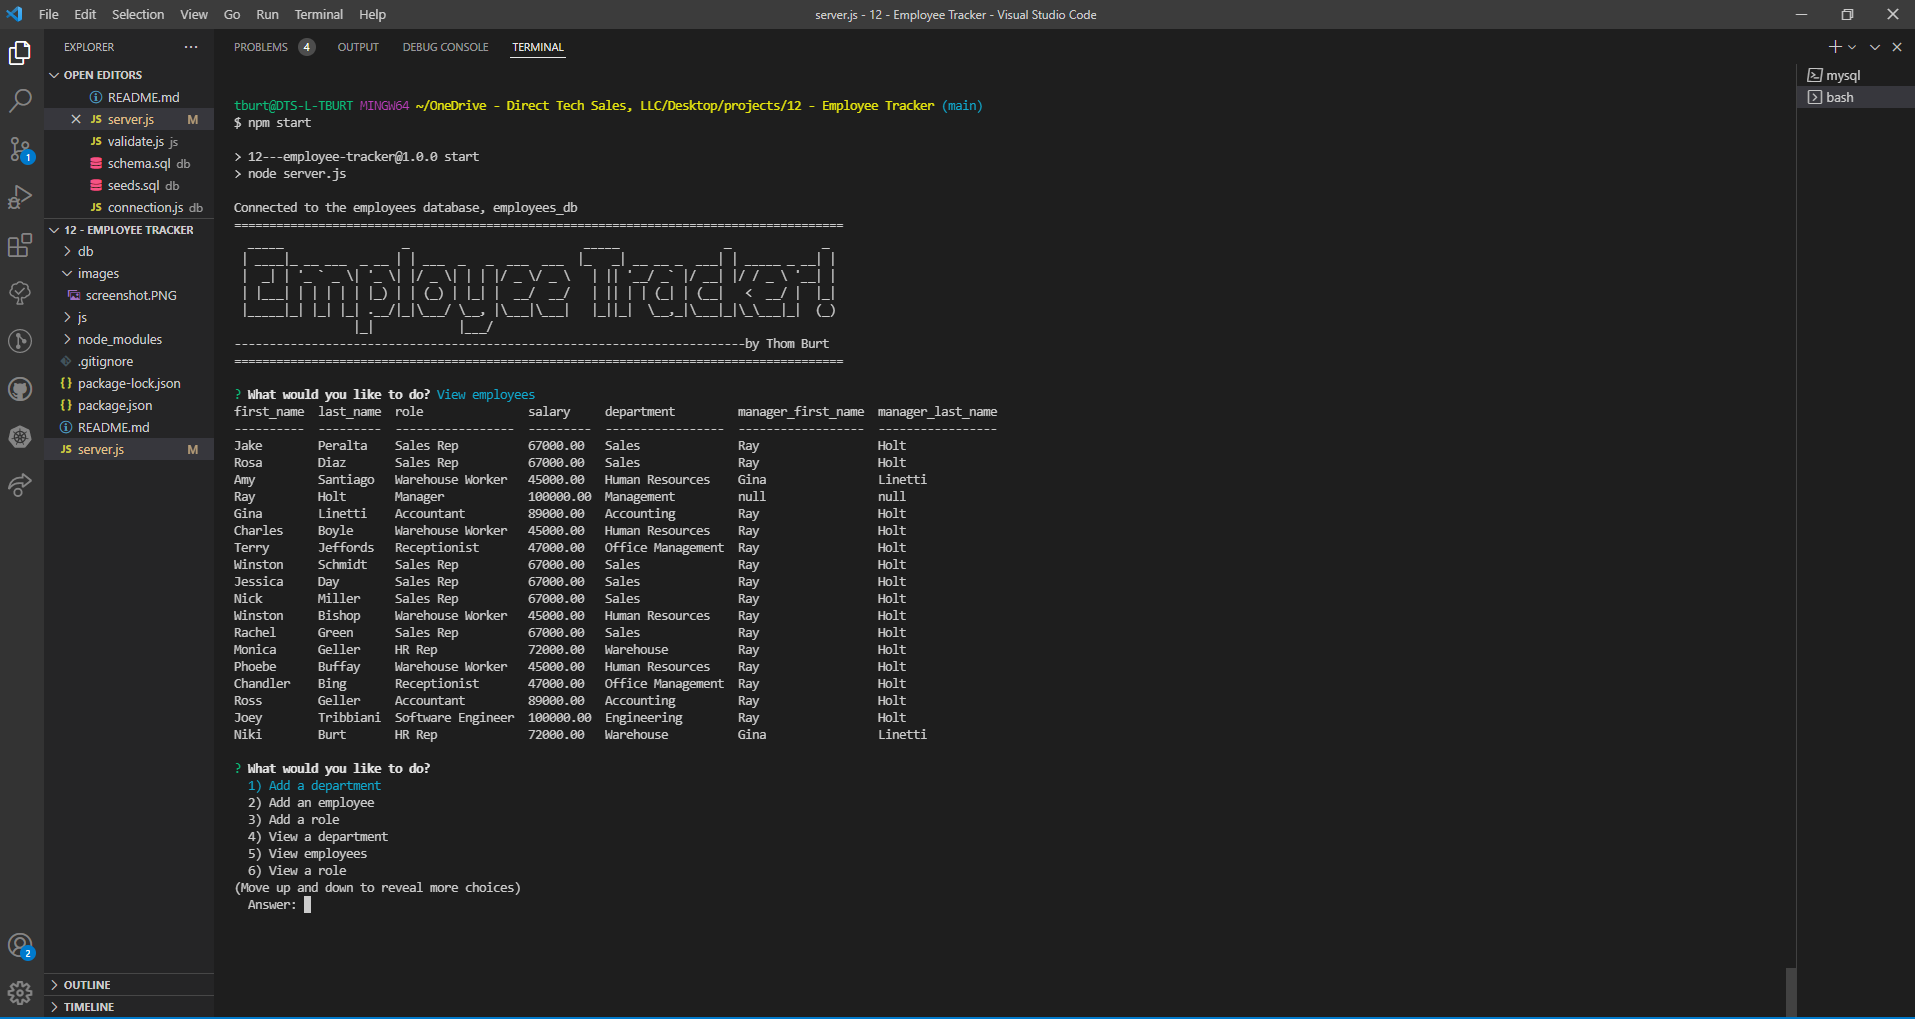 File Edit Selection View Go Run Terminal Help
server.js - 12 - Employee Tracker - Visual Studio Code
EXPLORER
OPEN EDITORS
README.md
server.js M
validate.js js
schema.sql db
seeds.sql db
connection.js db
12 - EMPLOYEE TRACKER
db
images
screenshot.PNG
js
node_modules
.gitignore
package-lock.json
package.json
README.md
server.js M
OUTLINE
TIMELINE
1
2
PROBLEMS 4 OUTPUT DEBUG CONSOLE TERMINAL
tburt@DTS-L-TBURT MINGW64 ~/OneDrive - Direct Tech Sales, LLC/Desktop/projects/12 - Employee Tracker (main)
$ npm start
> 12---employee-tracker@1.0.0 start
> node server.js
Connected to the employees database, employees_db
Employee Tracker!
by Thom Burt
? What would you like to do? View employees
first_name last_name role salary department manager_first_name manager_last_name
Jake Peralta Sales Rep 67000.00 Sales Ray Holt
Rosa Diaz Sales Rep 67000.00 Sales Ray Holt
Amy Santiago Warehouse Worker 45000.00 Human Resources Gina Linetti
Ray Holt Manager 100000.00 Management null null
Gina Linetti Accountant 89000.00 Accounting Ray Holt
Charles Boyle Warehouse Worker 45000.00 Human Resources Ray Holt
Terry Jeffords Receptionist 47000.00 Office Management Ray Holt
Winston Schmidt Sales Rep 67000.00 Sales Ray Holt
Jessica Day Sales Rep 67000.00 Sales Ray Holt
Nick Miller Sales Rep 67000.00 Sales Ray Holt
Winston Bishop Warehouse Worker 45000.00 Human Resources Ray Holt
Rachel Green Sales Rep 67000.00 Sales Ray Holt
Monica Geller HR Rep 72000.00 Warehouse Ray Holt
Phoebe Buffay Warehouse Worker 45000.00 Human Resources Ray Holt
Chandler Bing Receptionist 47000.00 Office Management Ray Holt
Ross Geller Accountant 89000.00 Accounting Ray Holt
Joey Tribbiani Software Engineer 100000.00 Engineering Ray Holt
Niki Burt HR Rep 72000.00 Warehouse Gina Linetti
? What would you like to do?
1) Add a department
2) Add an employee
3) Add a role
4) View a department
5) View employees
6) View a role
(Move up and down to reveal more choices)
Answer:
mysql
bash